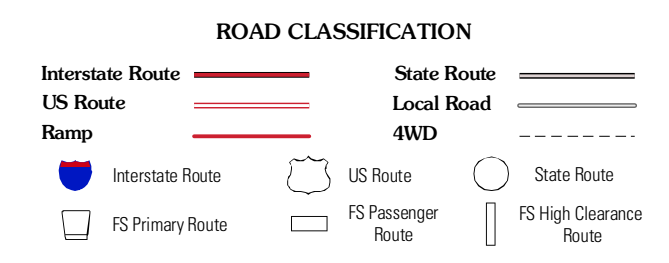 ROAD CLASSIFICATION
Interstate Route
State Route
US Route
Local Road
Ramp
4WD
Interstate Route
US Route
State Route
FS Primary Route
FS Passenger
Route
FS High Clearance
Route